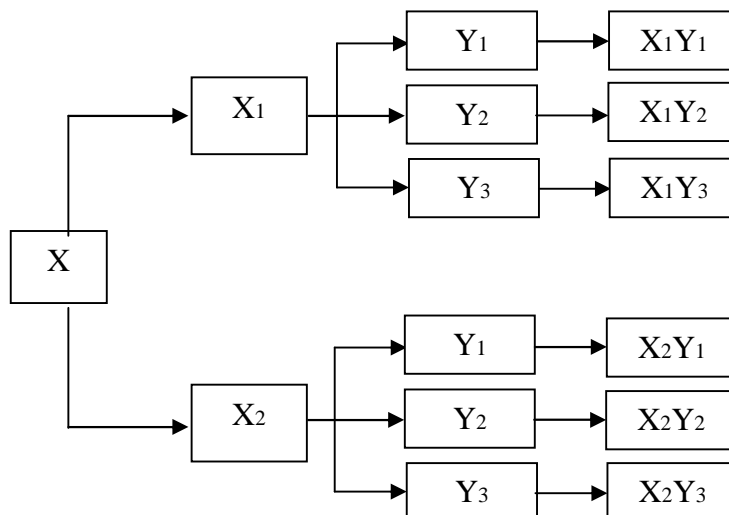 Y₁ X₁Y₁
X₁ Y₂ X₁Y₂
Y₃ X₁Y₃
X
Y₁ X₂Y₁
X₂ Y₂ X₂Y₂
Y₃ X₂Y₃